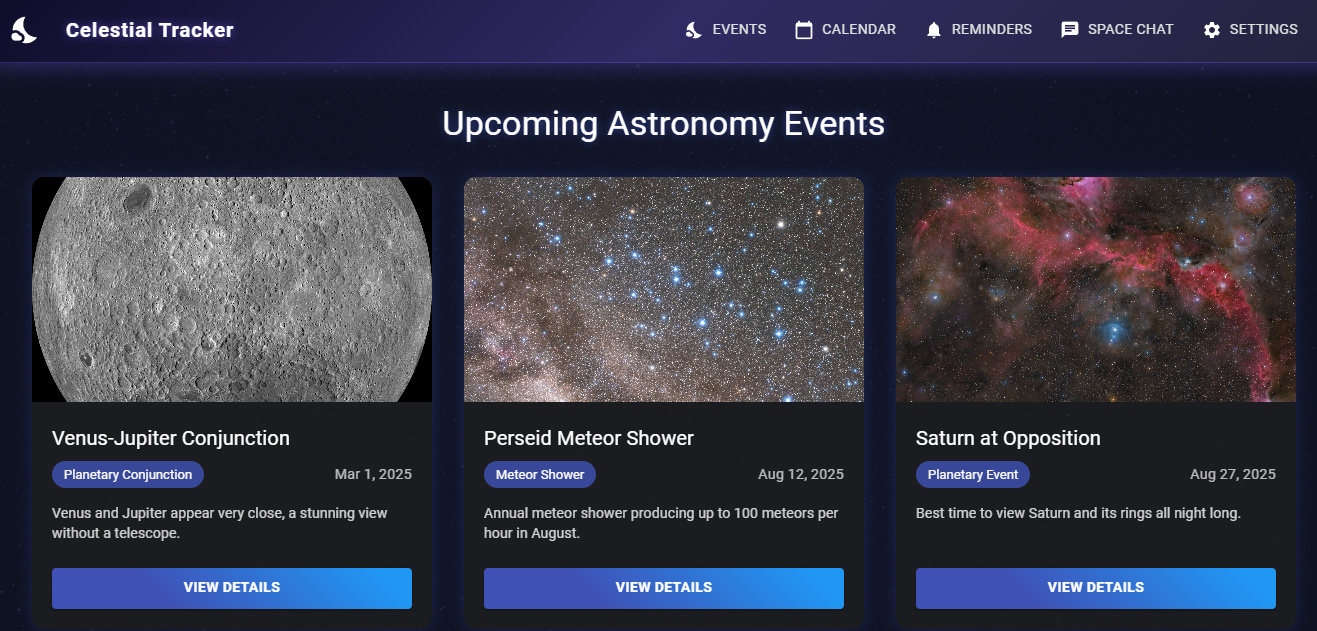 Celestial Tracker
EVENTS
CALENDAR
REMINDERS
SPACE CHAT
SETTINGS
Upcoming Astronomy Events
Venus-Jupiter Conjunction
Planetary Conjunction
Mar 1, 2025
Venus and Jupiter appear very close, a stunning view
without a telescope.
VIEW DETAILS
Perseid Meteor Shower
Meteor Shower
Aug 12, 2025
Annual meteor shower producing up to 100 meteors per
hour in August.
VIEW DETAILS
Saturn at Opposition
Planetary Event
Aug 27, 2025
Best time to view Saturn and its rings all night long.
VIEW DETAILS